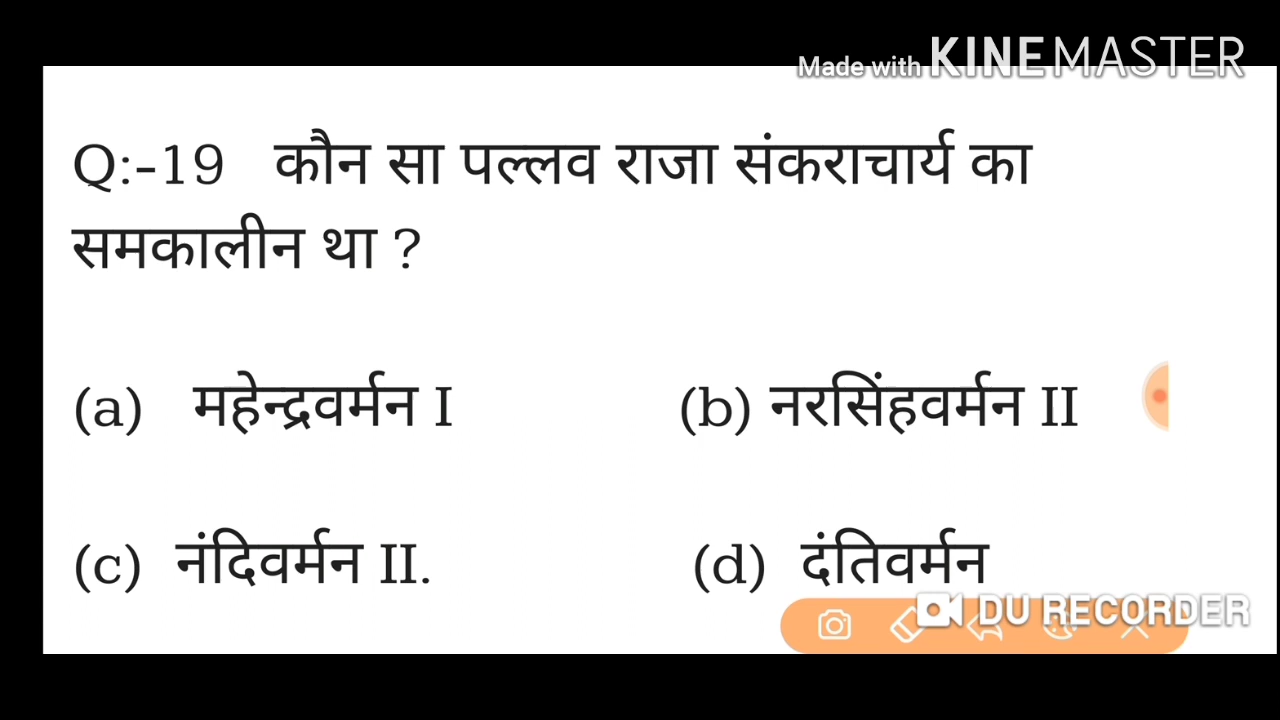 Made with KINEMASTER
Q:-19 कौन सा पल्लव राजा संकराचार्य का
समकालीन था ?
(a) महेन्द्रवर्मन I (b) नरसिंहवर्मन II
(c) नंदिवर्मन II. (d) दंतिवर्मन
DU RECORDER